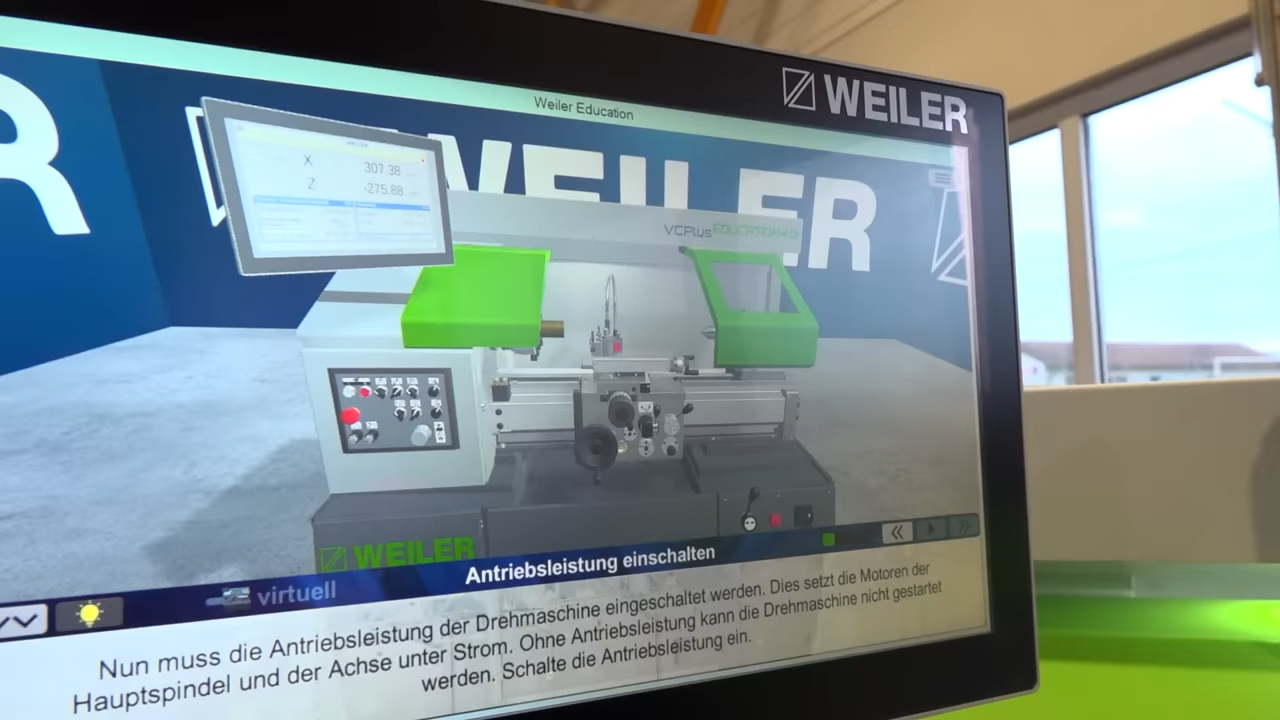 WEILER
Weiler Education
R
WEILER
X 307.38
Z -275.88
VCPlus EDUCATION4.0
WEILER
Antriebsleistung einschalten
virtuell
Nun muss die Antriebsleistung der Drehmaschine eingeschaltet werden. Dies setzt die Motoren der
Hauptspindel und der Achse unter Strom. Ohne Antriebsleistung kann die Drehmaschine nicht gestartet
werden. Schalte die Antriebsleistung ein.